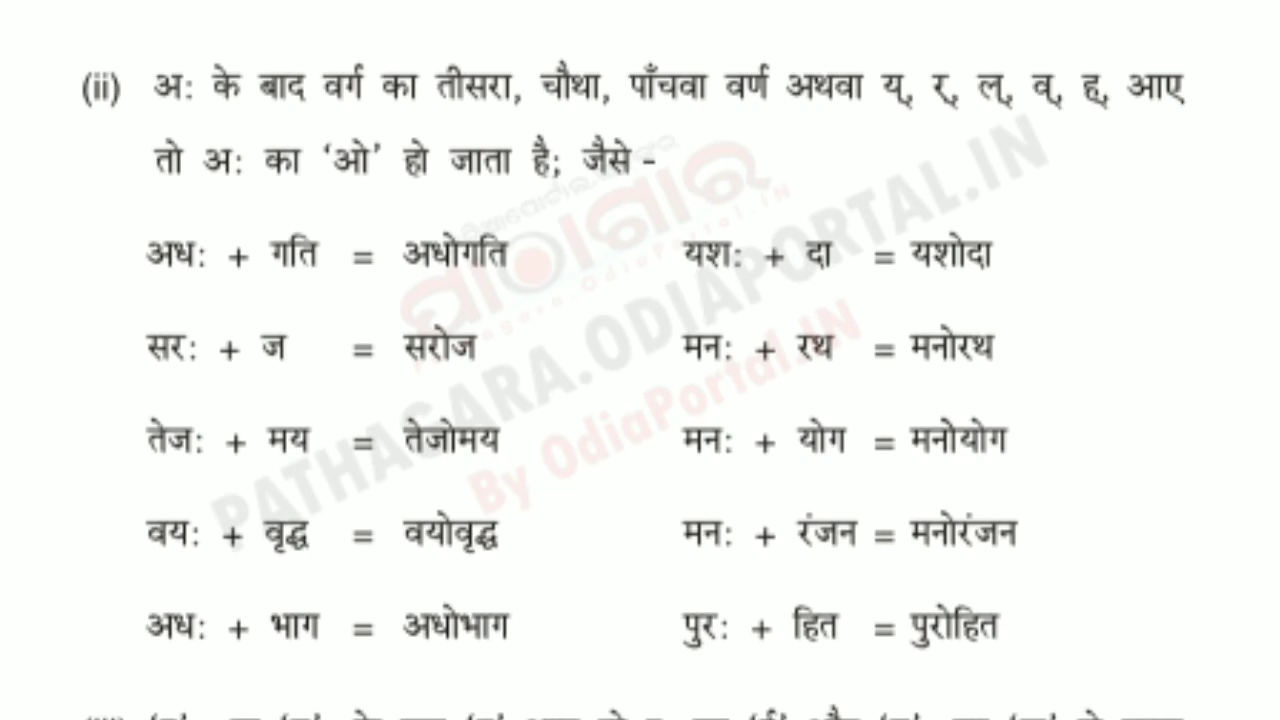 (ii) अः के बाद वर्ग का तीसरा, चौथा, पाँचवा वर्ण अथवा य्, र्, ल्, व्, ह्, आए
तो अः का ‘ओ’ हो जाता है; जैसे -
अधः + गति = अधोगति यशः + दा = यशोदा
सरः + ज = सरोज मनः + रथ = मनोरथ
तेजः + मय = तेजोमय मनः + योग = मनोयोग
वयः + वृद्ध = वयोवृद्ध मनः + रंजन = मनोरंजन
अधः + भाग = अधोभाग पुरः + हित = पुरोहित
ପାଠାଗାର
PATHAGARA.ODIAPORTAL.IN
By OdiaPortal.IN